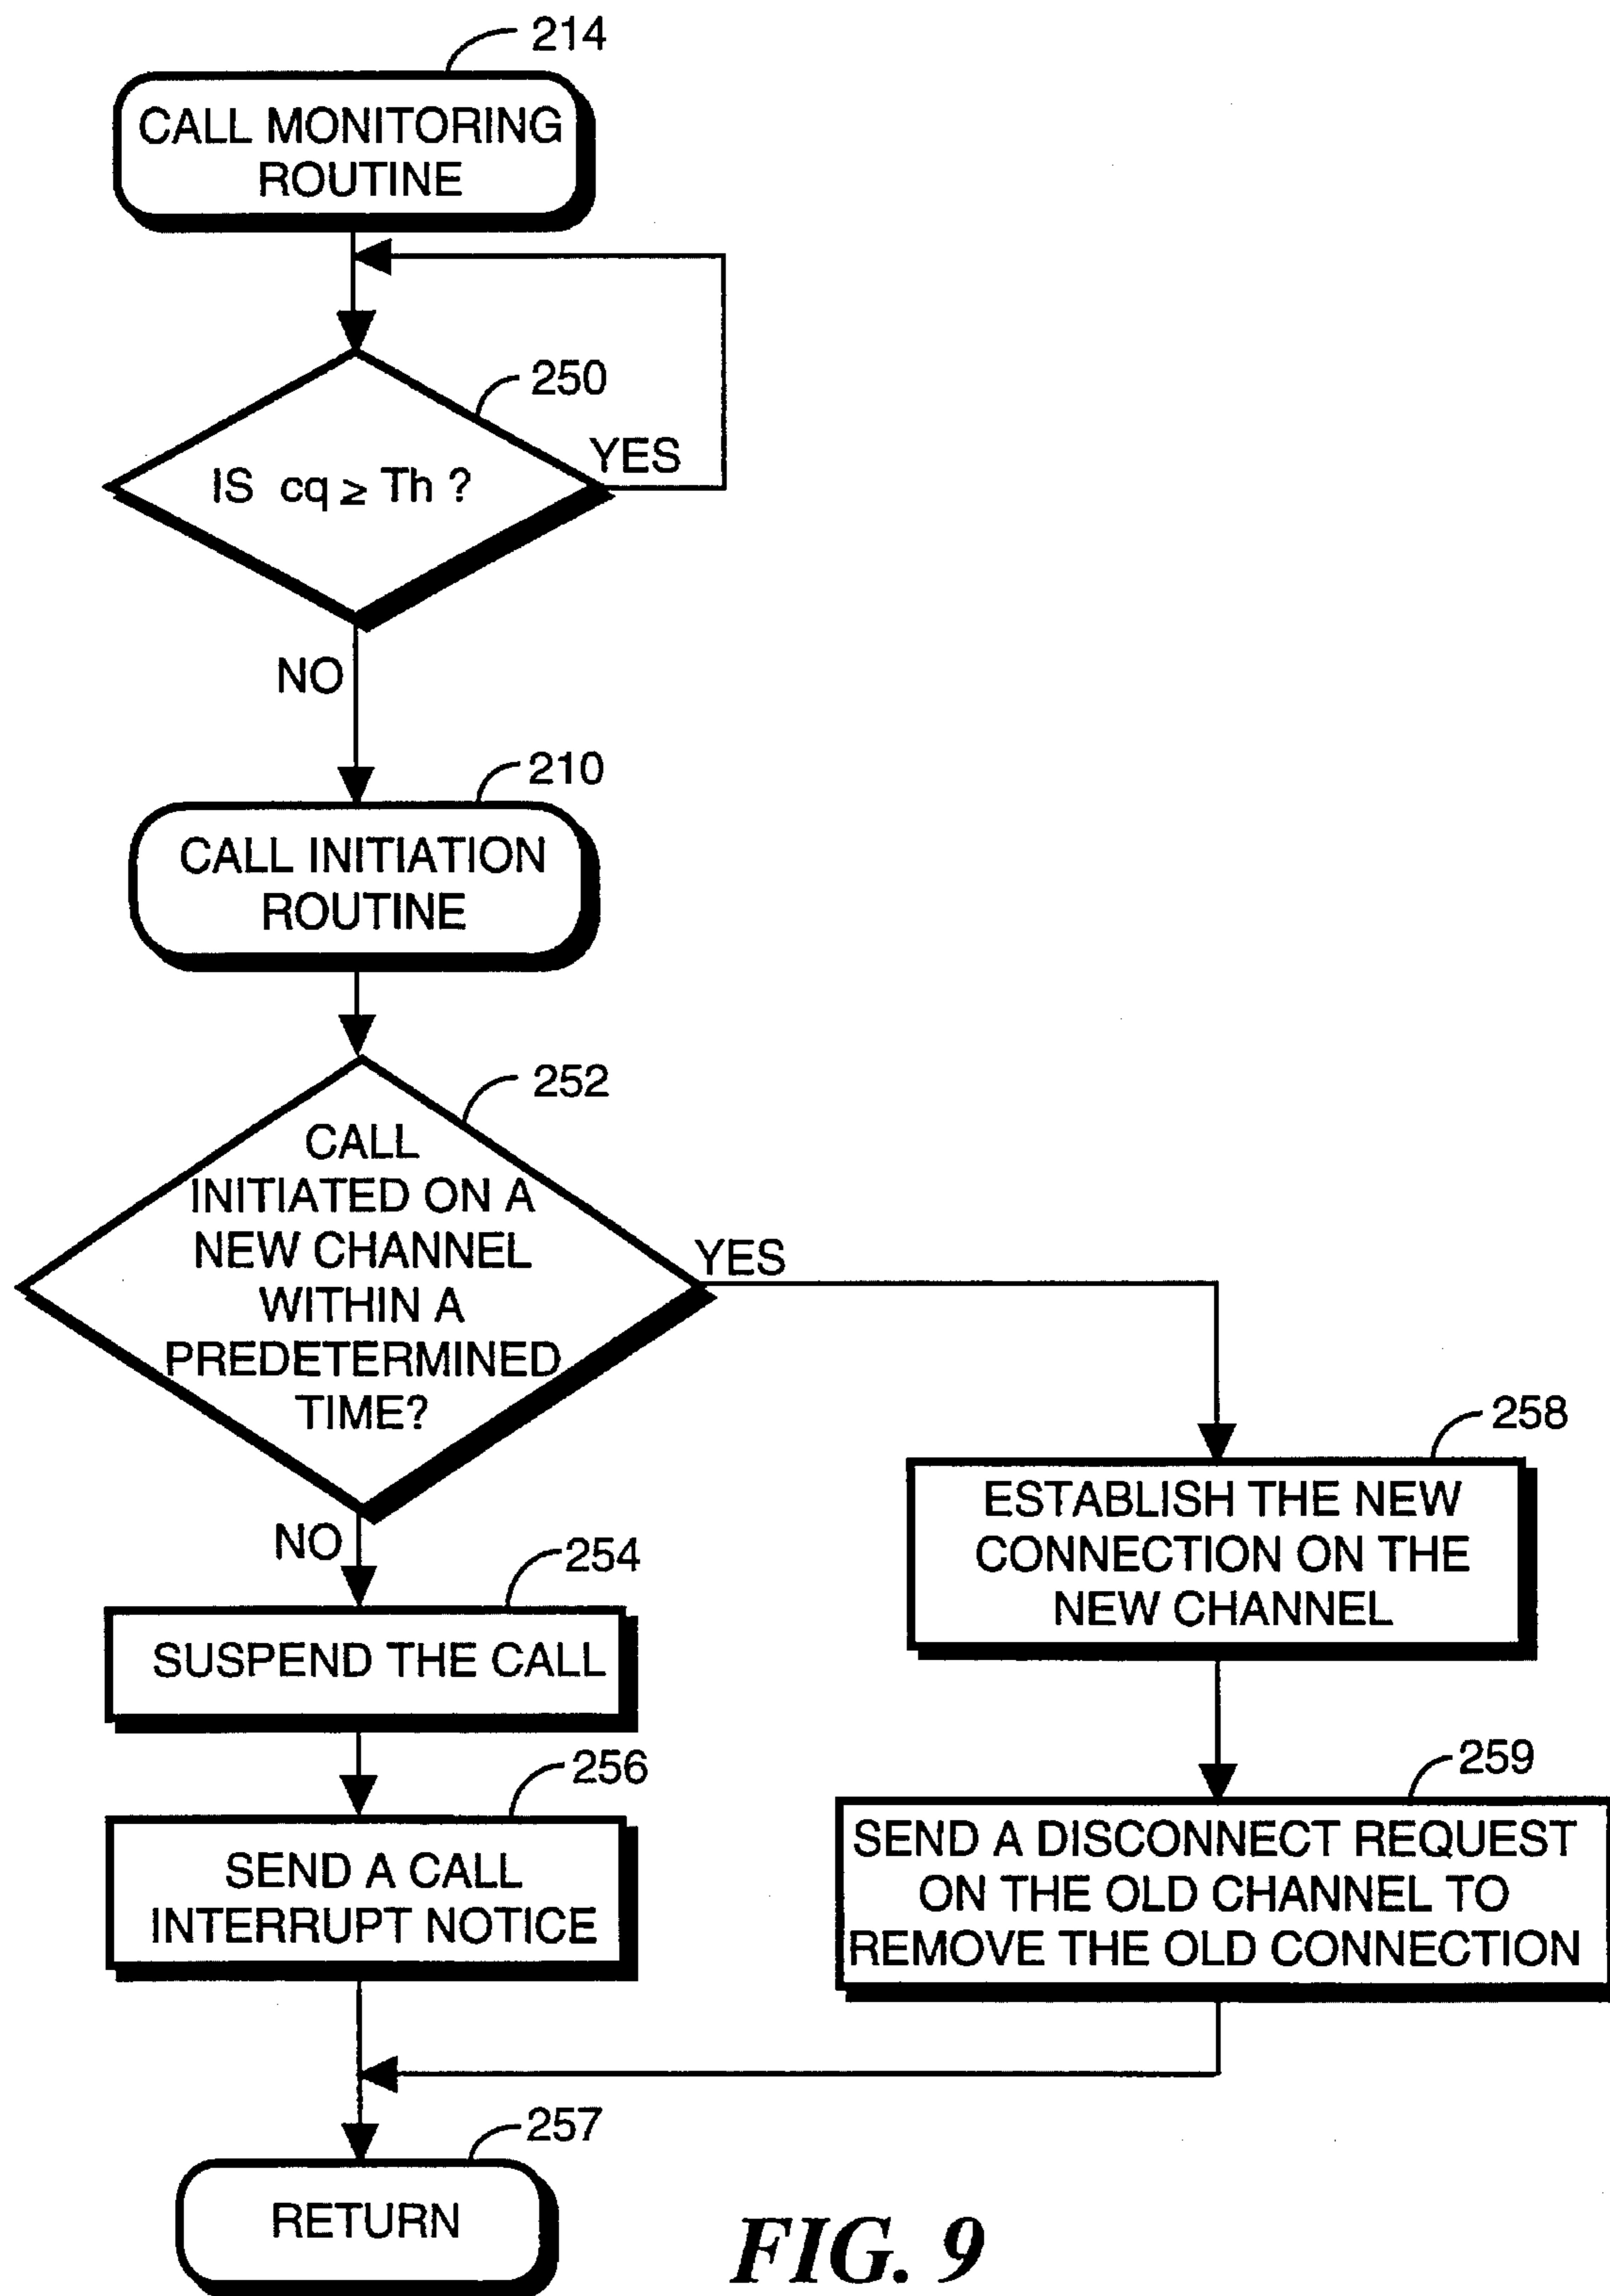 214
CALL MONITORING
ROUTINE
250
IS cq ≥ Th ?
YES
NO
210
CALL INITIATION
ROUTINE
252
CALL
INITIATED ON A
NEW CHANNEL
WITHIN A
PREDETERMINED
TIME?
YES
NO
258
ESTABLISH THE NEW
CONNECTION ON THE
NEW CHANNEL
254
SUSPEND THE CALL
256
SEND A CALL
INTERRUPT NOTICE
259
SEND A DISCONNECT REQUEST
ON THE OLD CHANNEL TO
REMOVE THE OLD CONNECTION
257
RETURN
FIG. 9